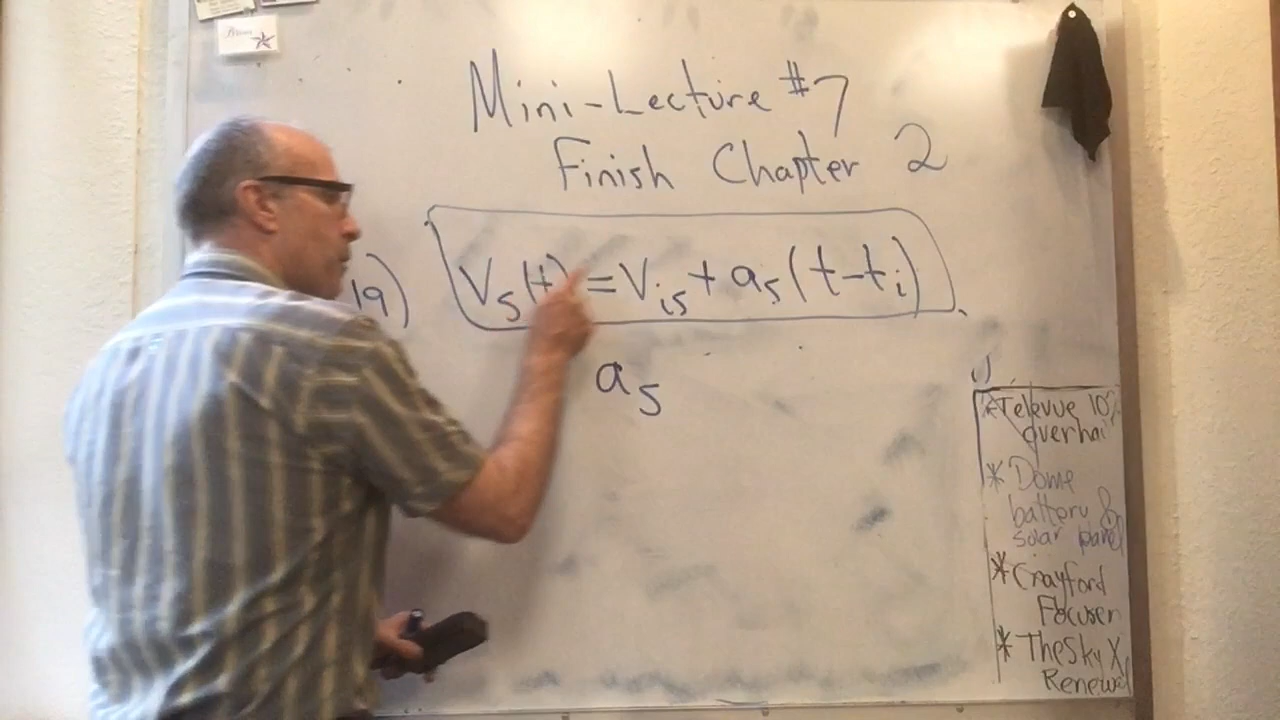 Mini-Lecture #7
Finish Chapter 2
19) Vs(t) = Vis + as(t-ti)
as
*Televue 10"
overhaul
* Dome
battery &
solar panel
* Crayford
Focuser
* TheSky X
Renewal